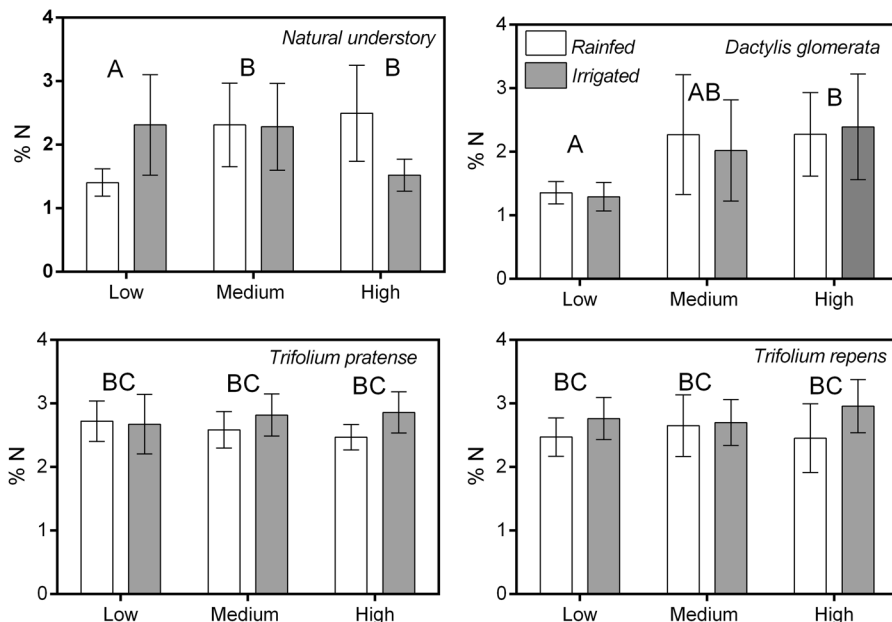 4
Natural understory
3
A
B
B
% N
2
1
0
Low
Medium
High
4
Rainfed
Dactylis glomerata
Irrigated
3
AB
B
% N
2
A
1
0
Low
Medium
High
4
Trifolium pratense
BC
BC
BC
3
% N
2
1
0
Low
Medium
High
4
Trifolium repens
BC
BC
BC
3
% N
2
1
0
Low
Medium
High